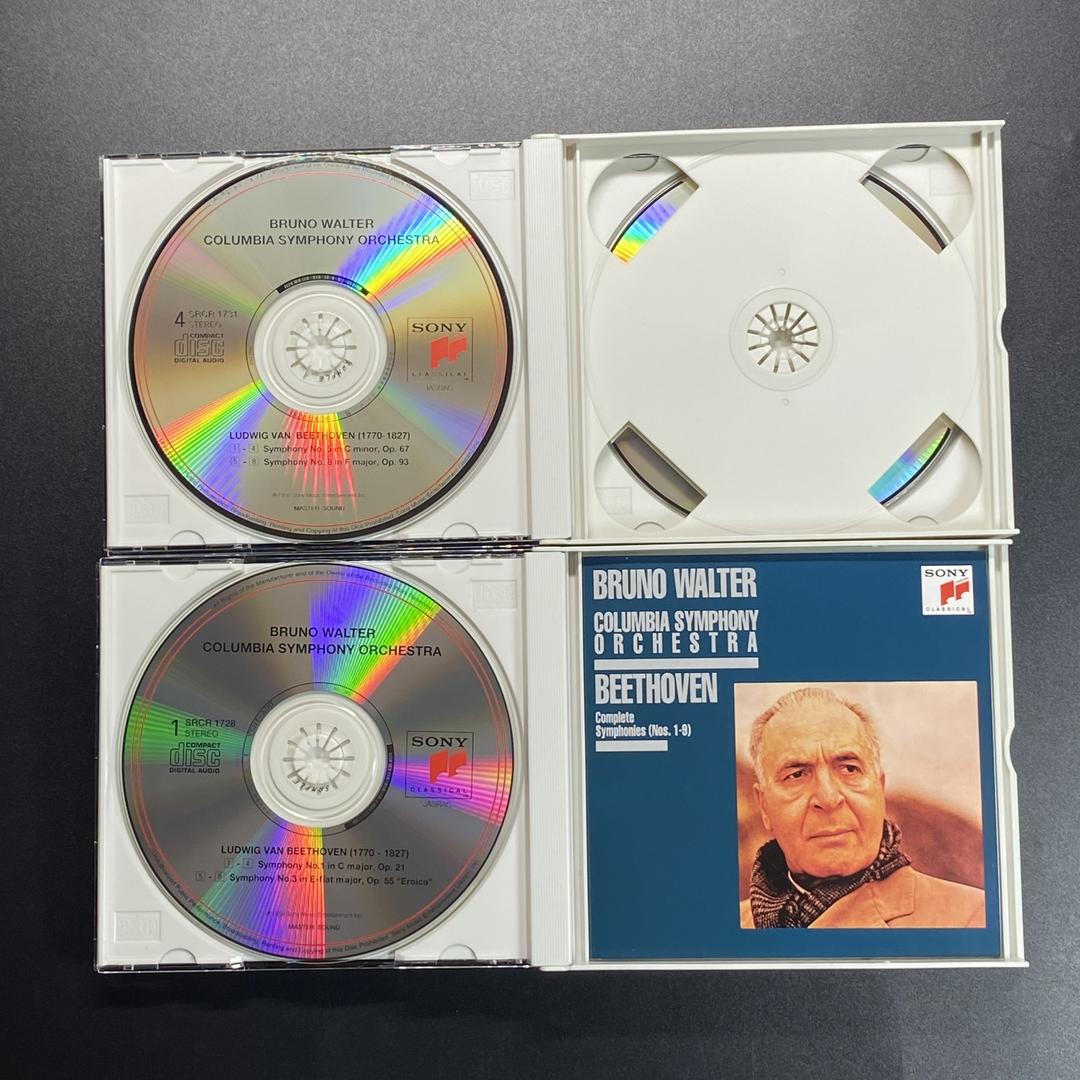 BRUNO WALTER
COLUMBIA SYMPHONY ORCHESTRA
4 SRCR 1731
STEREO
COMPACT
disc
DIGITAL AUDIO
SONY
CLASSICAL
JASRAC
LUDWIG VAN BEETHOVEN (1770-1827)
1 - 4 Symphony No. 5 in C minor, Op. 67
5 - 8 Symphony No. 8 in F major, Op. 93
MASTER SOUND
BRUNO WALTER
COLUMBIA SYMPHONY
ORCHESTRA
BEETHOVEN
Complete
Symphonies (Nos. 1-9)
SONY
CLASSICAL
BRUNO WALTER
COLUMBIA SYMPHONY ORCHESTRA
1 SRCR 1728
STEREO
COMPACT
disc
DIGITAL AUDIO
SONY
CLASSICAL
JASRAC
LUDWIG VAN BEETHOVEN (1770 - 1827)
1 - 4 Symphony No.1 in C major, Op. 21
5 - 8 Symphony No.3 in E-flat major, Op. 55 "Eroica"
MASTER SOUND